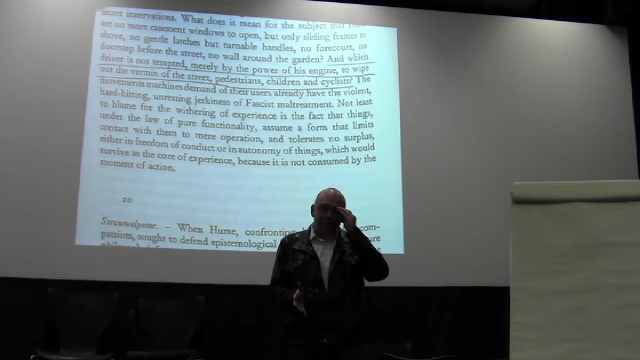 nnervations. What does it mean for the subject that
are no more casement windows to open, but only sliding frames to
shove, no gentle latches but turnable handles, no forecourt, no
doorstep before the street, no wall around the garden? And which
driver is not tempted, merely by the power of his engine, to wipe
out the vermin of the street, pedestrians, children and cyclists? The
movements machines demand of their users already have the violent,
hard-hitting, unresting jerkiness of Fascist maltreatment. Not least
to blame for the withering of experience is the fact that things,
under the law of pure functionality, assume a form that limits
contact with them to mere operation, and tolerates no surplus,
either in freedom of conduct or in autonomy of things, which would
survive as the core of experience, because it is not consumed by the
moment of action.
20
Struwwelpeter. – When Hume, confronting com-
patriots, sought to defend epistemological